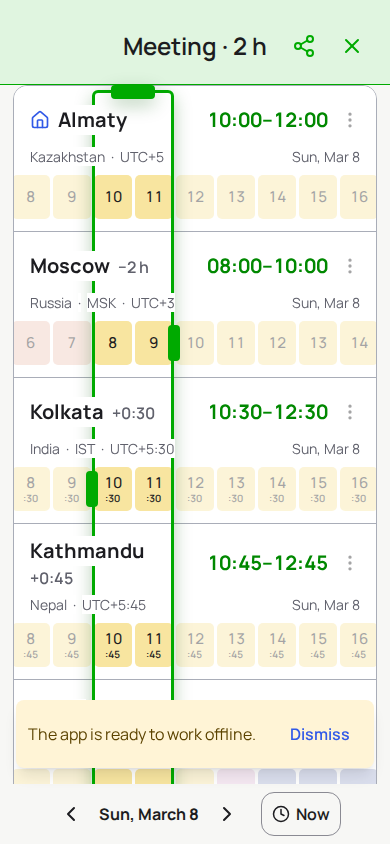 Meeting · 2 h
Almaty 10:00–12:00
Kazakhstan · UTC+5 Sun, Mar 8
8 9 10 11 12 13 14 15 16
Moscow −2 h 08:00–10:00
Russia · MSK · UTC+3 Sun, Mar 8
6 7 8 9 10 11 12 13 14
Kolkata +0:30 10:30–12:30
India · IST · UTC+5:30 Sun, Mar 8
8 9 10 11 12 13 14 15 16
:30 :30 :30 :30 :30 :30 :30 :30 :30
Kathmandu
+0:45 10:45–12:45
Nepal · UTC+5:45 Sun, Mar 8
8 9 10 11 12 13 14 15 16
:45 :45 :45 :45 :45 :45 :45 :45 :45
The app is ready to work offline. Dismiss
Sun, March 8 Now